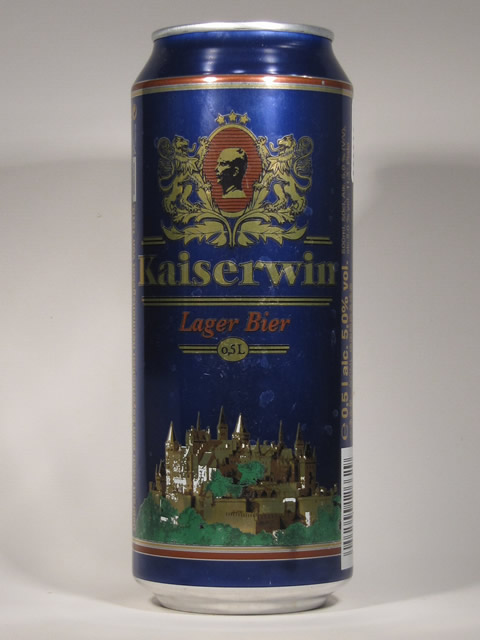 Kaiserwin
Lager Bier
0,5 L
e 0,5 l alc. 5.0% vol.